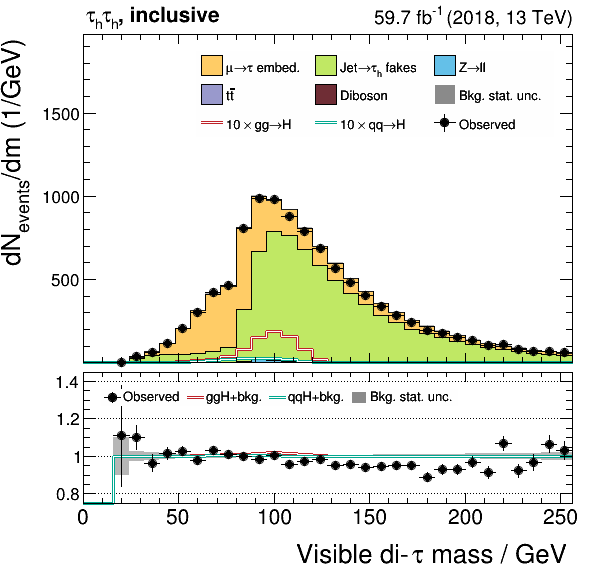 τhτh, inclusive 59.7 fb⁻¹ (2018, 13 TeV)
μ→τ embed. Jet→τh fakes Z→ll
tt̄ Diboson Bkg. stat. unc.
10 × gg→H 10 × qq→H Observed
dNevents/dm (1/GeV)
1500
1000
500
1.4
Observed ggH+bkg. qqH+bkg. Bkg. stat. unc.
1.2
1
0.8
0 50 100 150 200 250
Visible di-τ mass / GeV